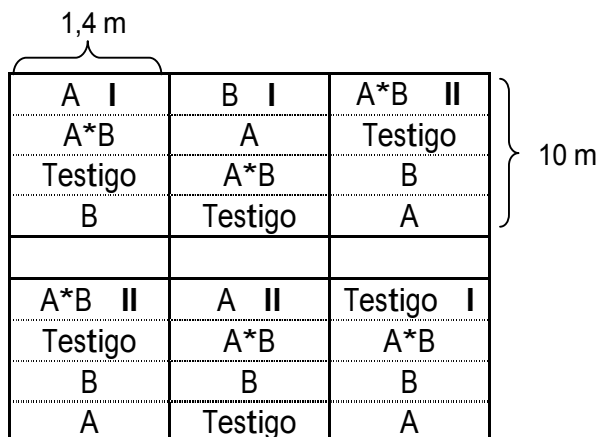 1,4 m
A I B I A*B II
A*B A Testigo
Testigo A*B B
B Testigo A
10 m
A*B II A II Testigo I
Testigo A*B A*B
B B B
A Testigo A